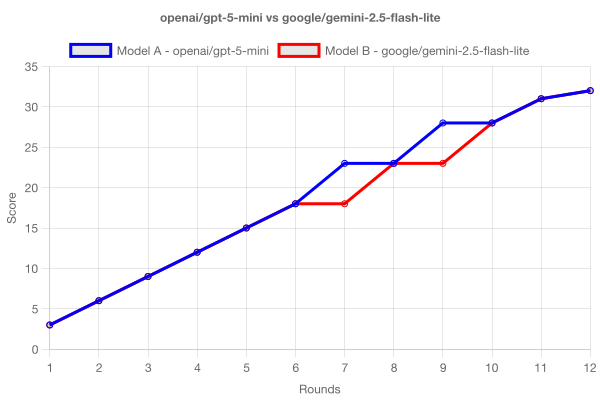 openai/gpt-5-mini vs google/gemini-2.5-flash-lite
Model A - openai/gpt-5-mini Model B - google/gemini-2.5-flash-lite
35
30
25
20
15
10
5
0
Score
1 2 3 4 5 6 7 8 9 10 11 12
Rounds